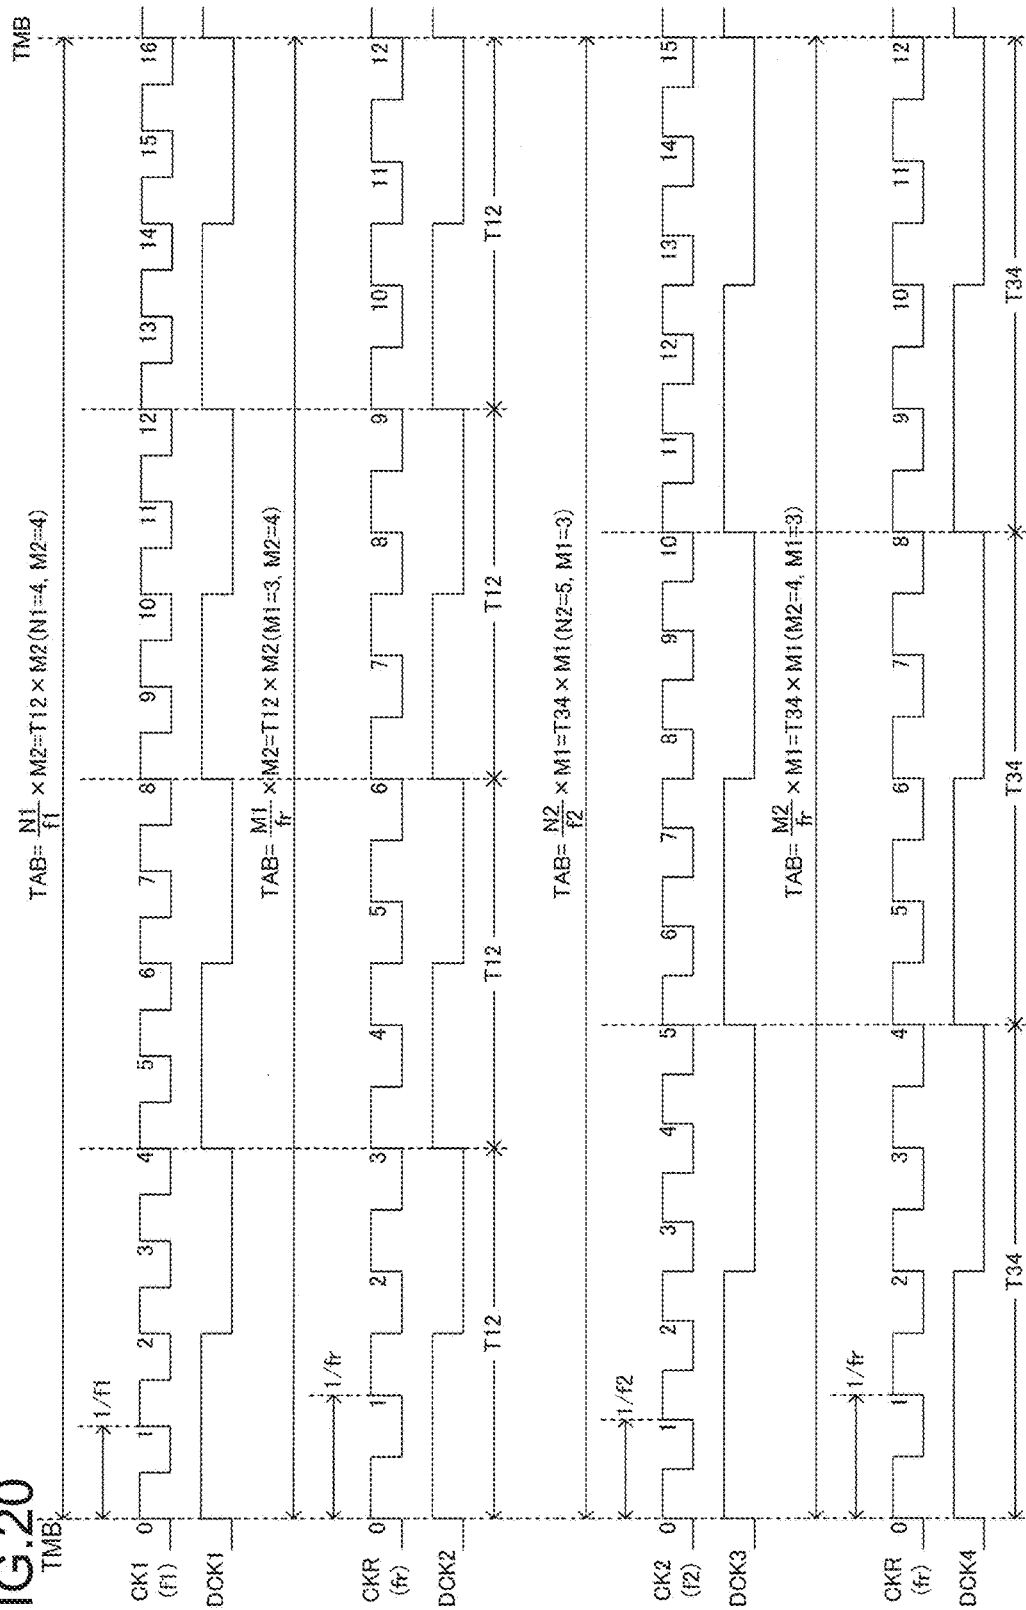 IG.20
TMB
TMB
TAB= N1/f1 ×M2=T12×M2(N1=4, M2=4)
1/f1
CK1
(f1)
0 1 2 3 4 5 6 7 8 9 10 11 12 13 14 15 16
DCK1
TAB= M1/fr ×M2=T12×M2(M1=3, M2=4)
1/fr
CKR
(fr)
0 1 2 3 4 5 6 7 8 9 10 11 12
DCK2
T12 T12 T12 T12
TAB= N2/f2 ×M1=T34×M1(N2=5, M1=3)
1/f2
CK2
(f2)
0 1 2 3 4 5 6 7 8 9 10 11 12 13 14 15
DCK3
TAB= M2/fr ×M1=T34×M1(M2=4, M1=3)
1/fr
CKR
(fr)
0 1 2 3 4 5 6 7 8 9 10 11 12
DCK4
T34 T34 T34